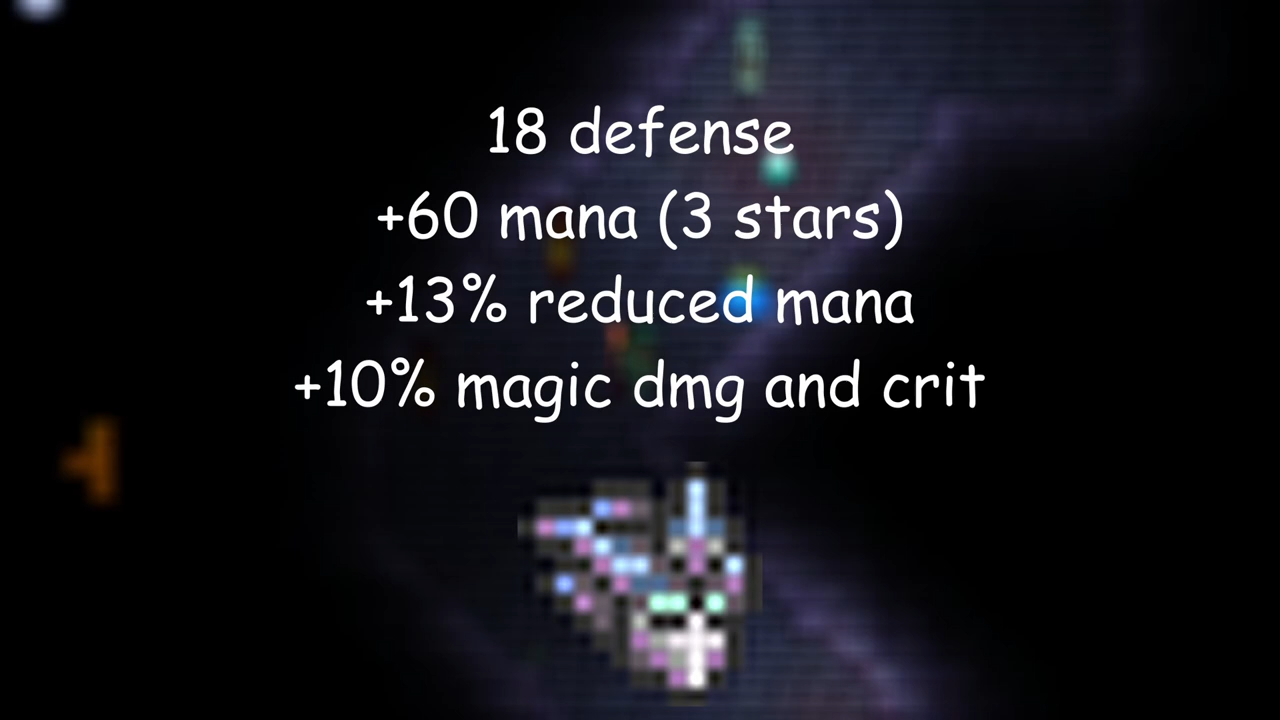 18 defense
+60 mana (3 stars)
+13% reduced mana
+10% magic dmg and crit